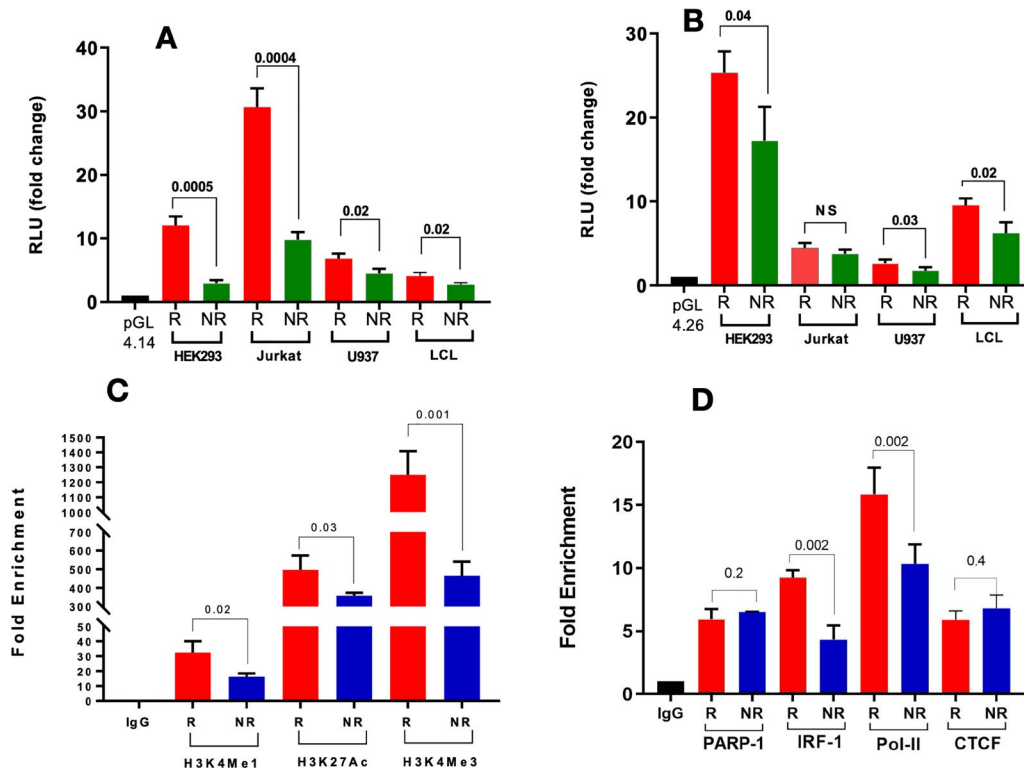 A
RLU (fold change)
40
30
20
10
0
0.0005
0.0004
0.02
0.02
pGL
4.14
R NR R NR R NR R NR
HEK293 Jurkat U937 LCL
B
RLU (fold change)
30
20
10
0
0.04
NS
0.03
0.02
pGL
4.26
R NR R NR R NR R NR
HEK293 Jurkat U937 LCL
C
Fold Enrichment
1500
1400
1300
1200
1100
1000
700
600
500
400
300
50
40
30
20
10
0
0.02
0.03
0.001
IgG R NR R NR R NR
H3K4Me1 H3K27Ac H3K4Me3
D
Fold Enrichment
20
15
10
5
0
0.2
0.002
0.002
0.4
IgG R NR R NR R NR R NR
PARP-1 IRF-1 Pol-II CTCF